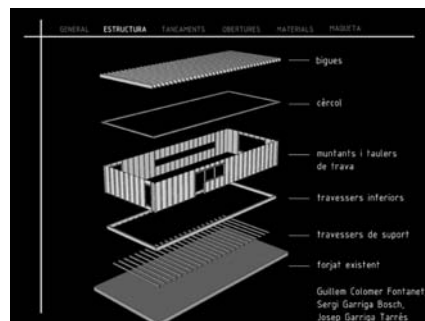 GENERAL ESTRUCTURA TANCAMENTS OBERTURES MATERIALS MAQUETA
bigues
cèrcol
muntants i taulers
de trava
travessers inferiors
travessers de suport
forjat existent
Guillem Colomer Fontanet
Sergi Garriga Bosch,
Josep Garriga Tarrés